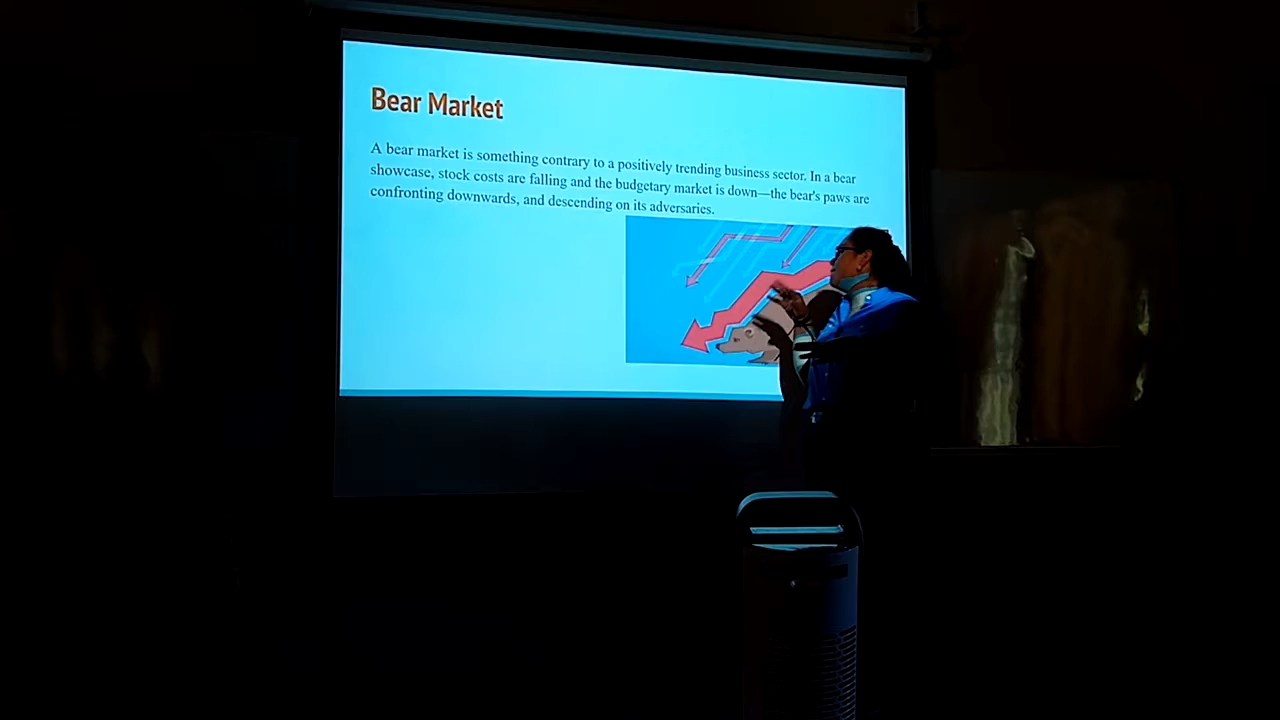 Bear Market
A bear market is something contrary to a positively trending business sector. In a bear
showcase, stock costs are falling and the budgetary market is down—the bear's paws are
confronting downwards, and descending on its adversaries.